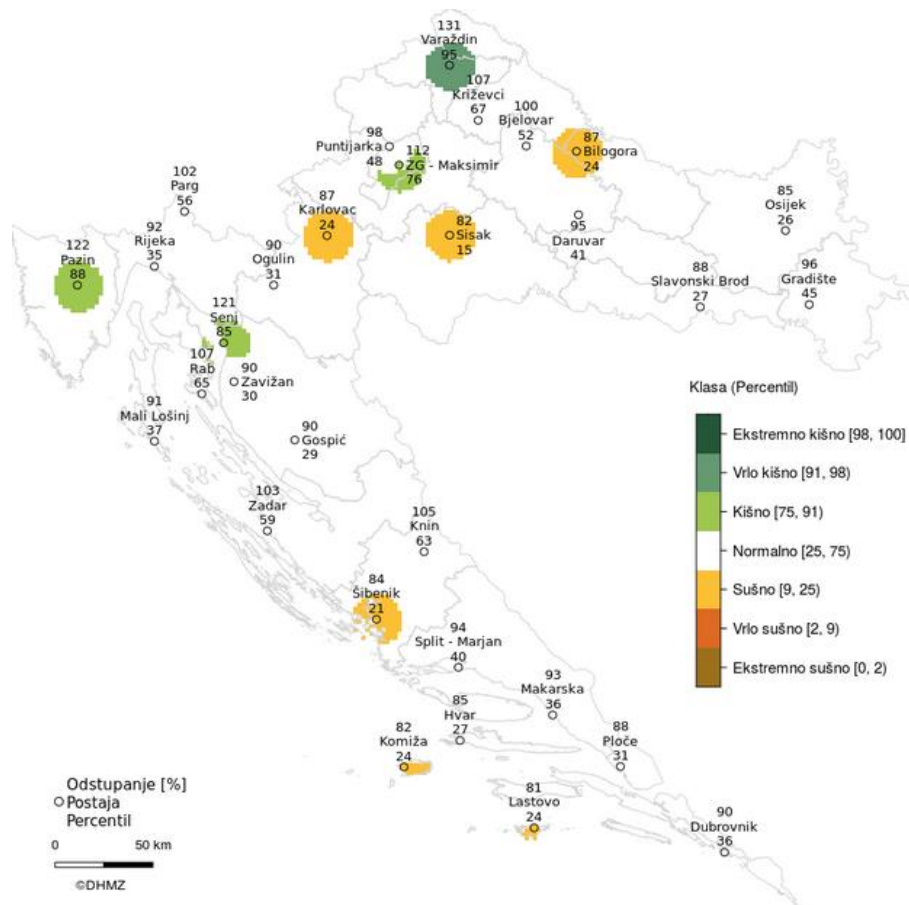 131
Varaždin
95
107
Križevci
67
100
Bjelovar
52
98
Puntijarka
48
112
ZG - Maksimir
76
87
Bilogora
24
102
Parg
56
87
Karlovac
24
82
Sisak
15
95
Daruvar
41
85
Osijek
26
92
Rijeka
35
122
Pazin
88
90
Ogulin
31
88
Slavonski Brod
27
96
Gradište
45
121
Senj
85
107
Rab
65
90
Zavižan
30
91
Mali Lošinj
37
90
Gospić
29
103
Zadar
59
105
Knin
63
84
Šibenik
21
94
Split - Marjan
40
93
Makarska
36
85
Hvar
27
82
Komiža
24
88
Ploče
31
81
Lastovo
24
90
Dubrovnik
36
Klasa (Percentil)
Ekstremno kišno [98, 100]
Vrlo kišno [91, 98)
Kišno [75, 91)
Normalno [25, 75)
Sušno [9, 25)
Vrlo sušno [2, 9)
Ekstremno sušno [0, 2)
Odstupanje [%]
Postaja
Percentil
0 50 km
©DHMZ